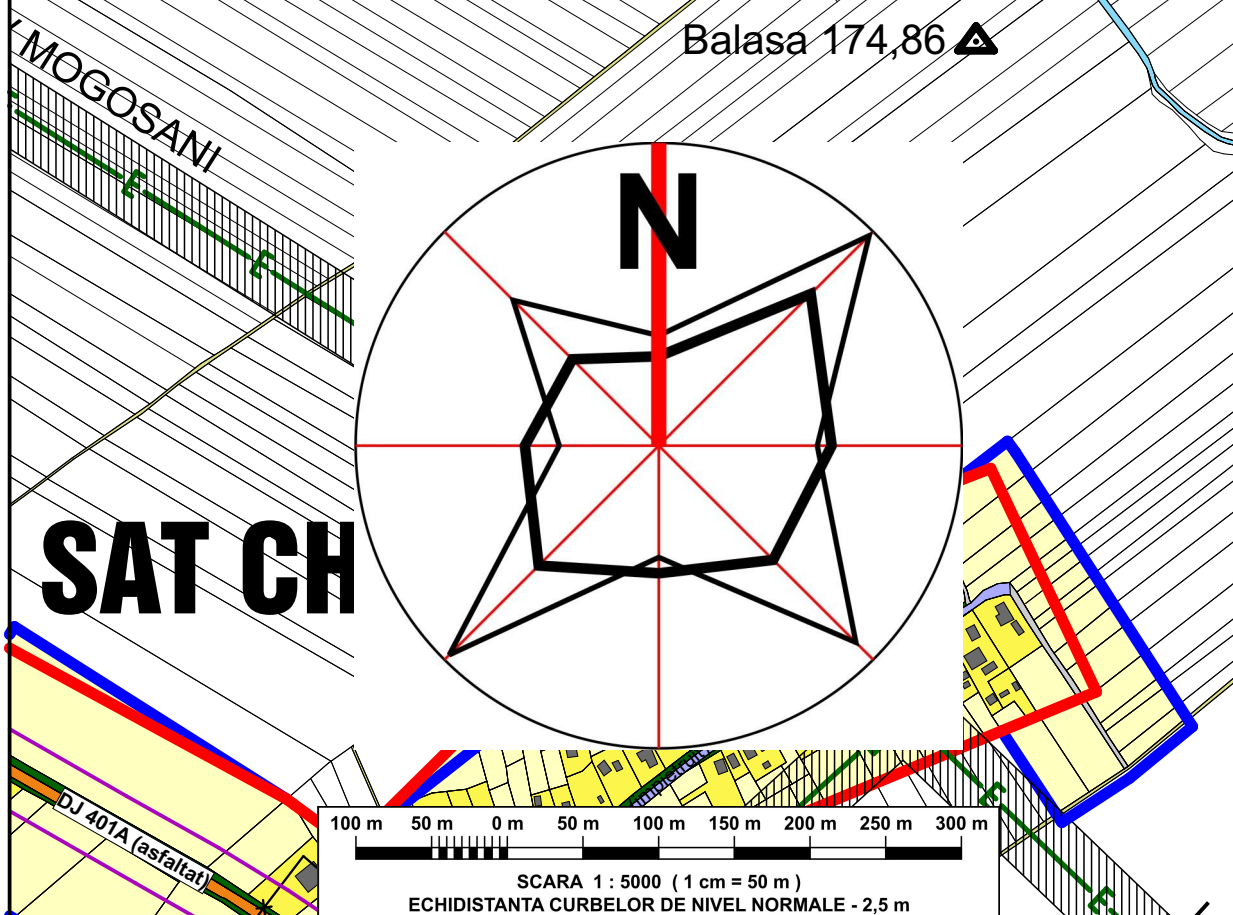 Balasa 174,86
MOGOSANI
E
E
E
N
SAT CH
DJ 401A (asfaltat)
E
E
100 m 50 m 0 m 50 m 100 m 150 m 200 m 250 m 300 m
SCARA 1 : 5000 ( 1 cm = 50 m )
ECHIDISTANTA CURBELOR DE NIVEL NORMALE - 2,5 m